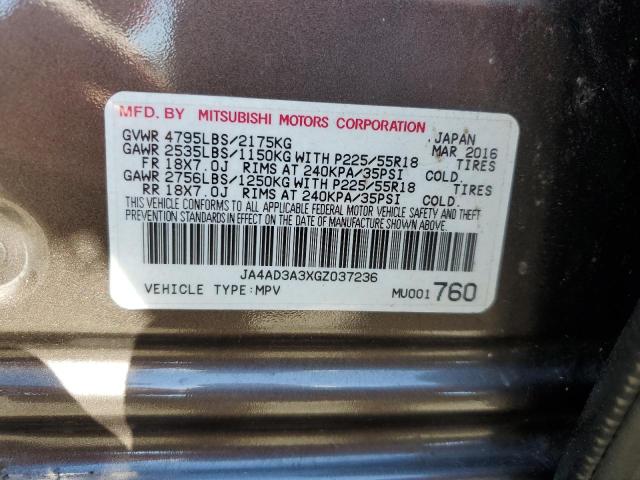 MFD. BY MITSUBISHI MOTORS CORPORATION JAPAN
GVWR 4795LBS/2175KG MAR 2016
GAWR 2535LBS/1150KG WITH P225/55R18 TIRES
FR 18X7.0J RIMS AT 240KPA/35PSI COLD.
GAWR 2756LBS/1250KG WITH P225/55R18 TIRES
RR 18X7.0J RIMS AT 240KPA/35PSI COLD.
THIS VEHICLE CONFORMS TO ALL APPLICABLE FEDERAL MOTOR VEHICLE SAFETY AND THEFT
PREVENTION STANDARDS IN EFFECT ON THE DATE OF MANUFACTURE SHOWN ABOVE.
JA4AD3A3XGZ037236
VEHICLE TYPE:MPV MU001760